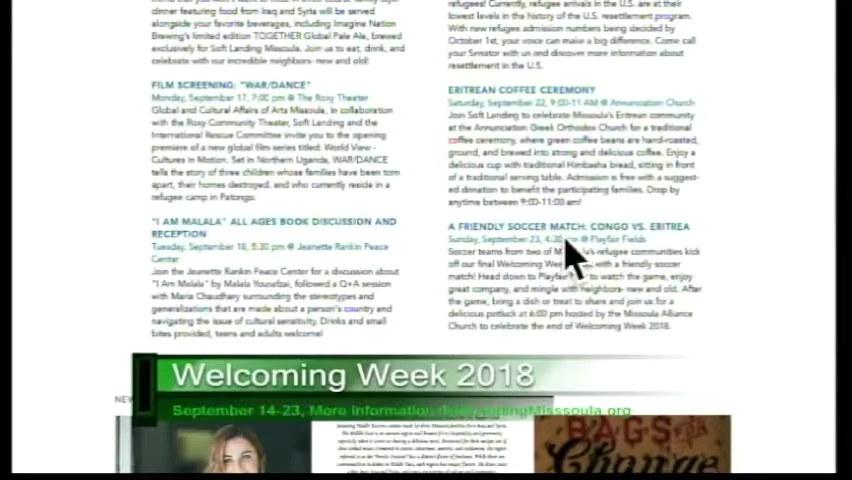 dinner featuring food from Iraq and Syria will be served
alongside your favorite beverages, including Imagine Nation
Brewing's limited edition TOGETHER Global Pale Ale, brewed
exclusively for Soft Landing Missoula. Join us to eat, drink, and
celebrate with our incredible neighbors- new and old!
FILM SCREENING: "WAR/DANCE"
Monday, September 17, 7:00 pm @ The Roxy Theater
Global and Cultural Affairs of Arts Missoula, in collaboration
with the Roxy Community Theater, Soft Landing and the
International Rescue Committee invite you to the opening
premiere of a new global film series titled: World View -
Cultures in Motion. Set in Northern Uganda, WAR/DANCE
tells the story of three children whose families have been torn
apart, their homes destroyed, and who currently reside in a
refugee camp in Patongo.
"I AM MALALA" ALL AGES BOOK DISCUSSION AND
RECEPTION
Tuesday, September 18, 5:30 pm @ Jeanette Rankin Peace
Center
Join the Jeanette Rankin Peace Center for a discussion about
"I Am Malala" by Malala Yousafzai, followed a Q+A session
with Maria Chaudhary surrounding the stereotypes and
generalizations that are made about a person's country and
navigating the issue of cultural sensitivity. Drinks and small
bites provided, teens and adults welcome!
refugees! Currently, refugee arrivals in the U.S. are at their
lowest levels in the history of the U.S. resettlement program.
With new refugee admission numbers being decided by
October 1st, your voice can make a big difference. Come call
your Senator with us and discover more information about
resettlement in the U.S.
ERITREAN COFFEE CEREMONY
Saturday, September 22, 9:00-11 AM @ Annunciation Church
Join Soft Landing to celebrate Missoula's Eritrean community
at the Annunciation Greek Orthodox Church for a traditional
coffee ceremony, where green coffee beans are hand-roasted,
ground, and brewed into strong and delicious coffee. Enjoy a
delicious cup with traditional Himbasha bread, sitting in front
of a traditional serving table. Admission is free with a suggest-
ed donation to benefit the participating families. Drop by
anytime between 9:00-11:00 am!
A FRIENDLY SOCCER MATCH: CONGO VS. ERITREA
Sunday, September 23, 4:30 pm @ Playfair Fields
Soccer teams from two of refugee communities kick
off our final Welcoming with a friendly soccer
match! Head down to to watch the game, enjoy
great company, and mingle with neighbors- new and old. After
the game, bring a dish or treat to share and join us for a
delicious potluck at 6:00 pm hosted by the Missoula Alliance
Church to celebrate the end of Welcoming Week 2018.
Welcoming Week 2018
September 14-23, More Information
BAGS FOR
Change